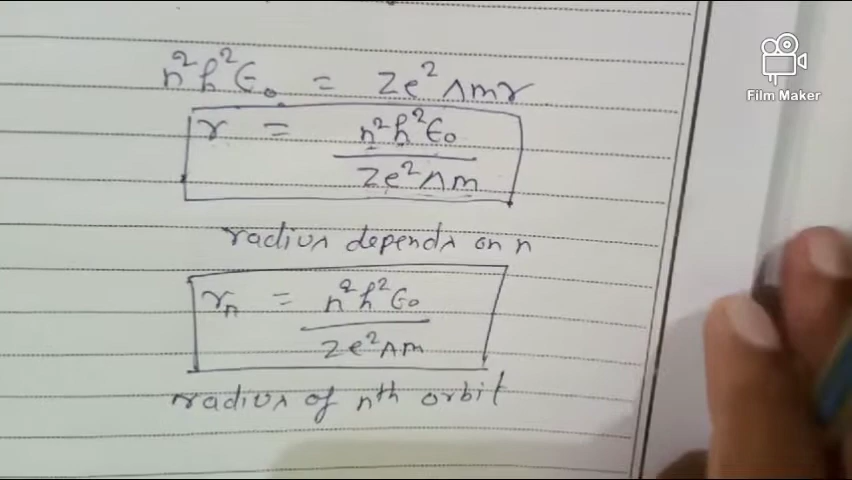 n²h²ϵ₀ = Ze²πmr
Film Maker
r = n²h²ϵ₀ / Ze²πm
radius depends on n
rₙ = n²h²ϵ₀ / Ze²πm
radius of nth orbit